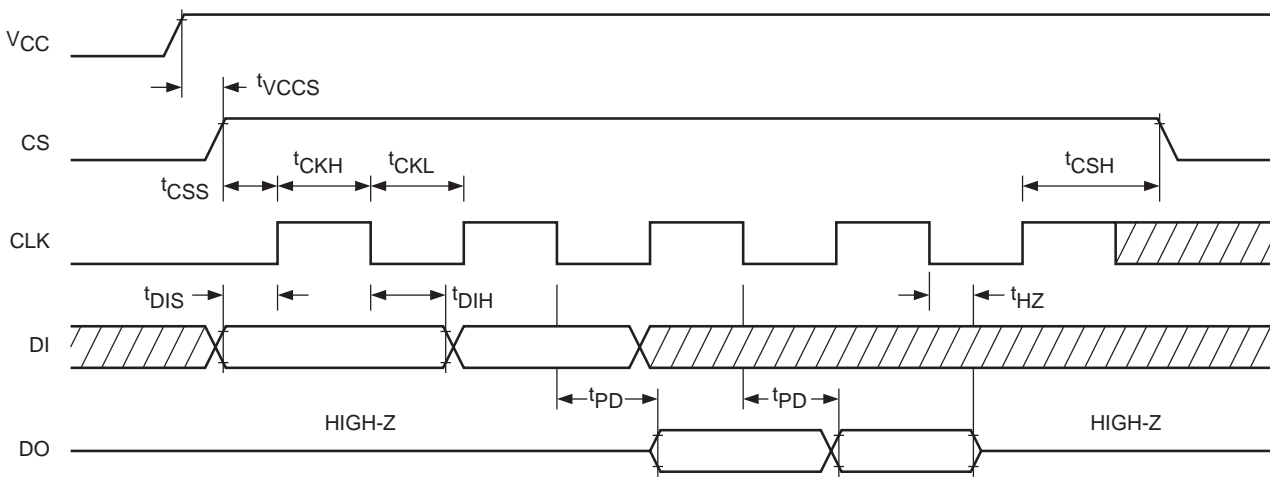 VCC
tVCCS
CS
tCKH
tCKL
tCSS
tCSH
CLK
tDIS
tDIH
tHZ
DI
tPD
tPD
HIGH-Z
HIGH-Z
DO